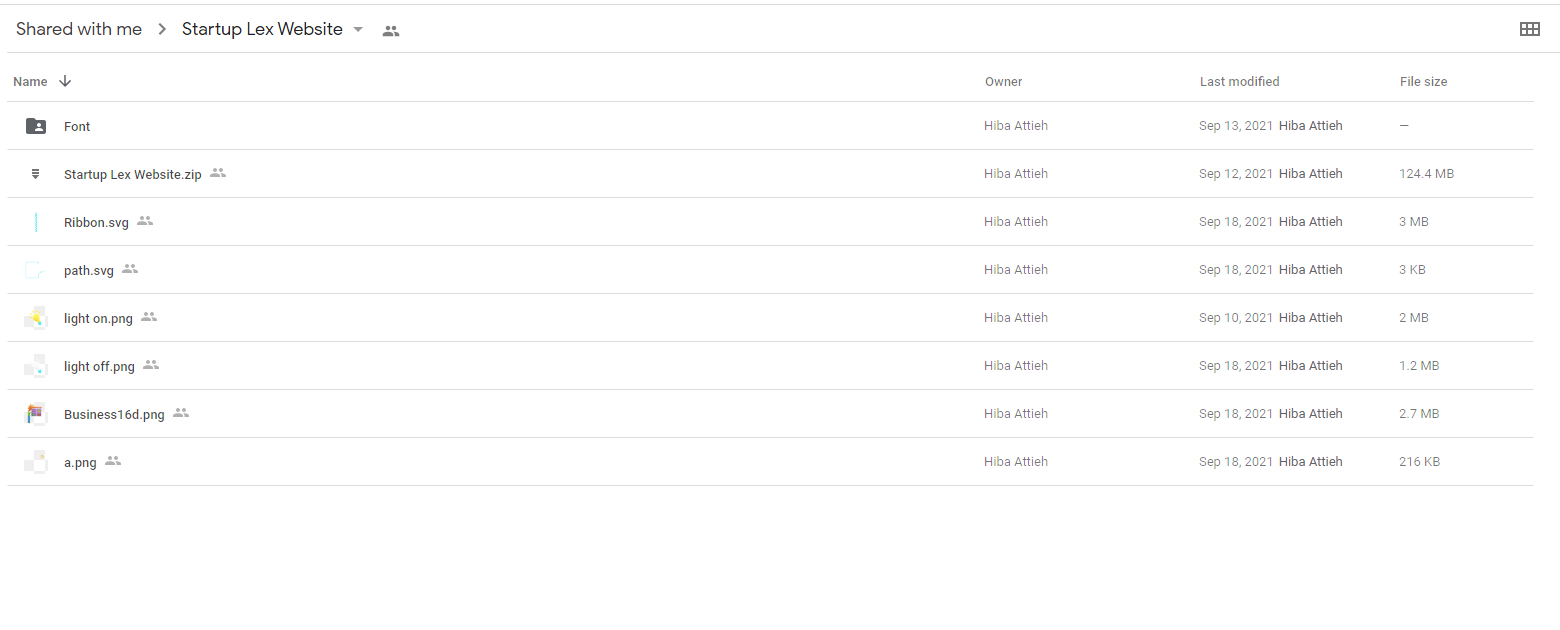 Shared with me > Startup Lex Website
Name Owner Last modified File size
Font Hiba Attieh Sep 13, 2021 Hiba Attieh —
Startup Lex Website.zip Hiba Attieh Sep 12, 2021 Hiba Attieh 124.4 MB
Ribbon.svg Hiba Attieh Sep 18, 2021 Hiba Attieh 3 MB
path.svg Hiba Attieh Sep 18, 2021 Hiba Attieh 3 KB
light on.png Hiba Attieh Sep 10, 2021 Hiba Attieh 2 MB
light off.png Hiba Attieh Sep 18, 2021 Hiba Attieh 1.2 MB
Business16d.png Hiba Attieh Sep 18, 2021 Hiba Attieh 2.7 MB
a.png Hiba Attieh Sep 18, 2021 Hiba Attieh 216 KB